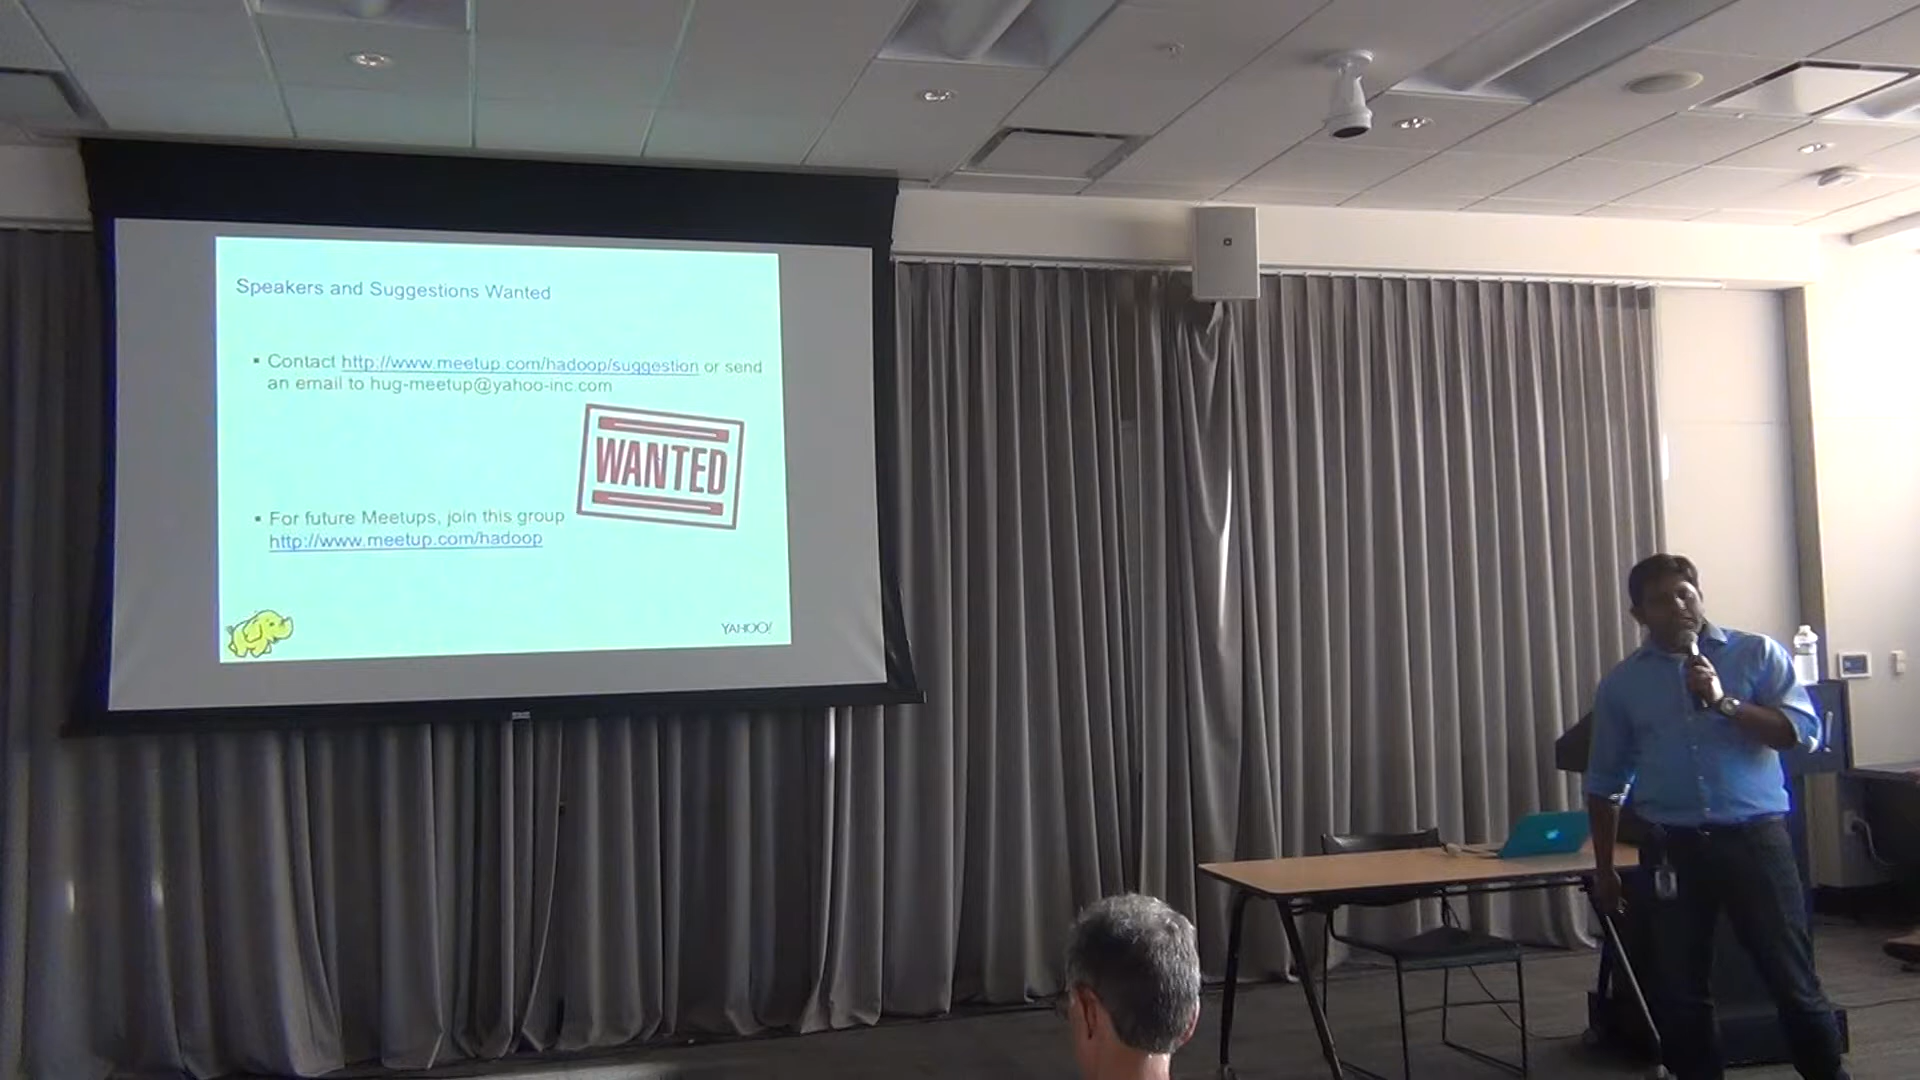 Speakers and Suggestions Wanted
▪ Contact http://www.meetup.com/hadoop/suggestion or send
an email to hug-meetup@yahoo-inc.com
WANTED
▪ For future Meetups, join this group
http://www.meetup.com/hadoop
YAHOO!